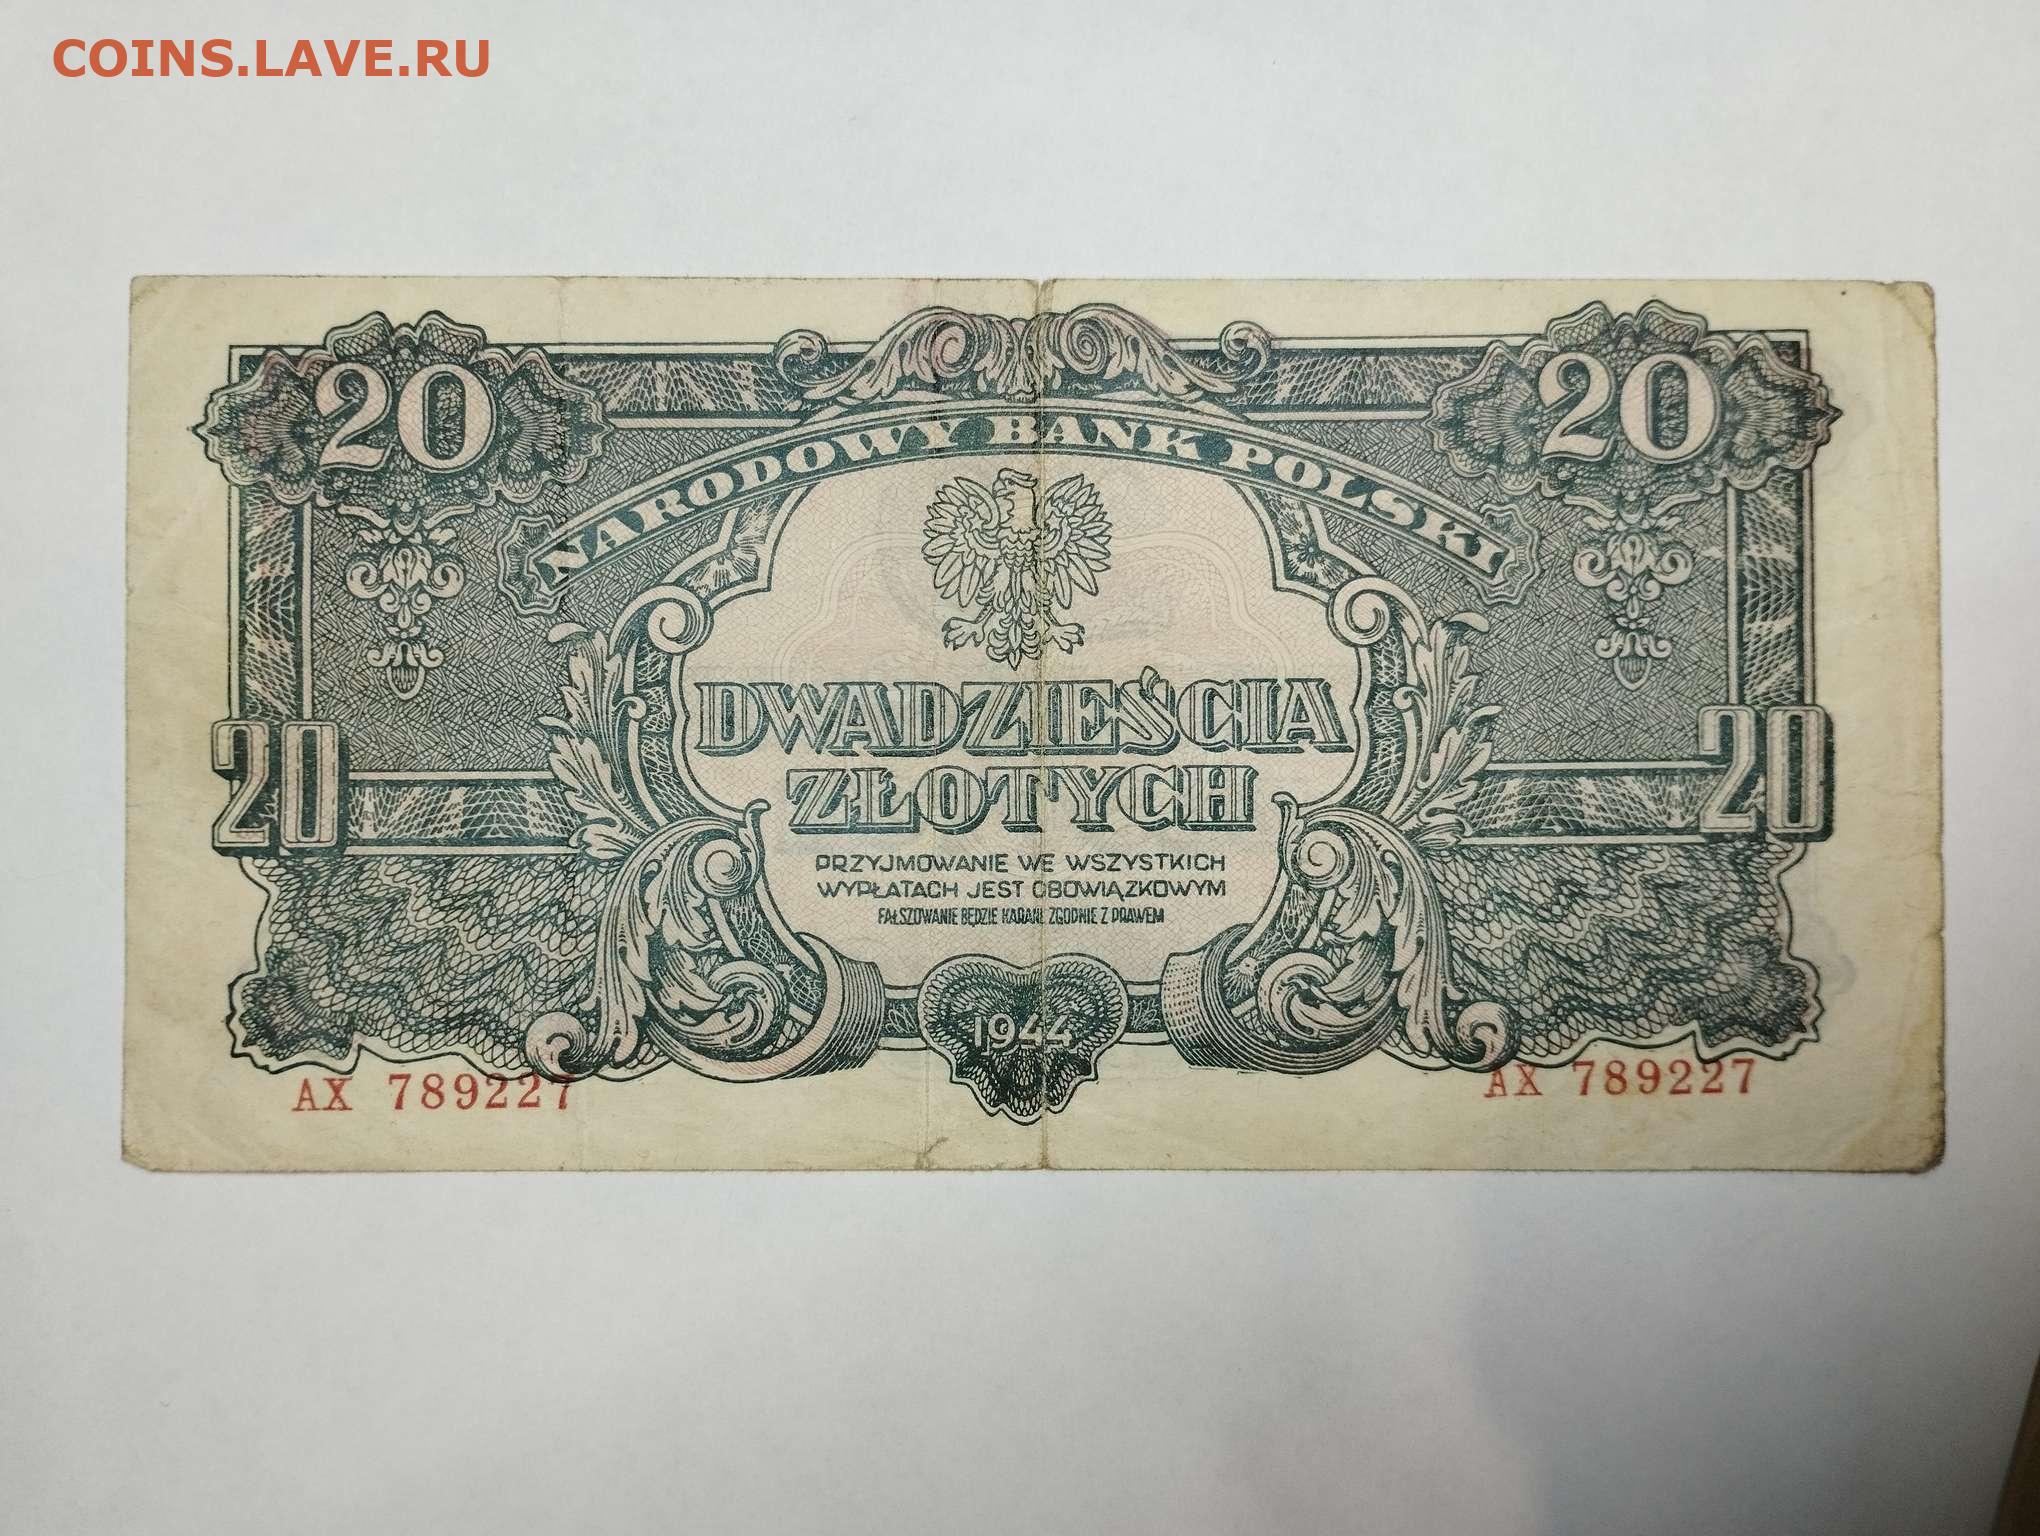 COINS.LAVE.RU
20 20
NARODOWY BANK POLSKI
DWADZIEŚCIA
ZŁOTYCH
20 20
PRZYJMOWANIE WE WSZYSTKICH
WYPŁATACH JEST OBOWIĄZKOWYM
FAŁSZOWANIE BĘDZIE KARANE ZGODNIE Z PRAWEM
1944
AX 789227 AX 789227